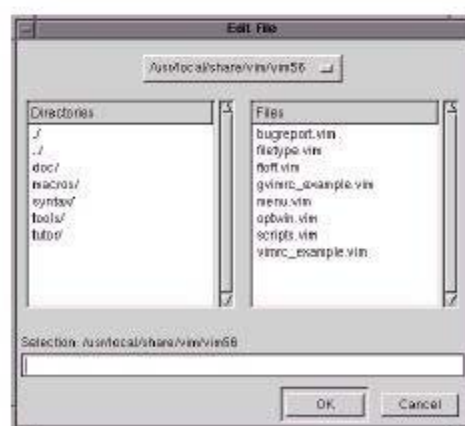 Edit File
/usr/local/share/vim/vim56
Directories
./
../
doc/
macros/
syntax/
tools/
tutor/
Files
bugreport.vim
filetype.vim
ftoff.vim
gvimrc_example.vim
menu.vim
optwin.vim
scripts.vim
vimrc_example.vim
Selection: /usr/local/share/vim/vim56
OK
Cancel